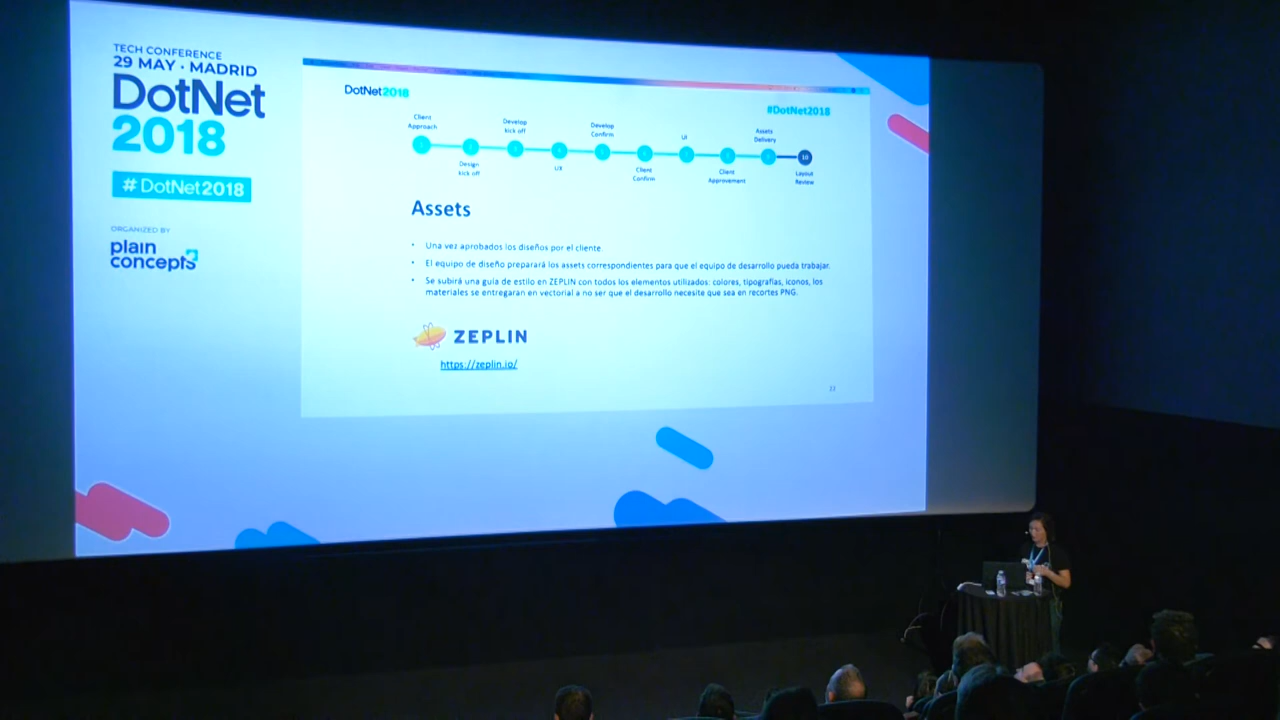 TECH CONFERENCE
29 MAY · MADRID
DotNet
2018
#DotNet2018
ORGANIZED BY
plain
concepts
DotNet2018
#DotNet2018
Client
Approach
Design
kick off
Develop
kick off
UX
Develop
Confirm
Client
Confirm
UI
Client
Approvement
Assets
Delivery
10
Layout
Review
Assets
• Una vez aprobados los diseños por el cliente.
• El equipo de diseño preparará los assets correspondientes para que el equipo de desarrollo pueda trabajar.
• Se subirá una guía de estilo en ZEPLIN con todos los elementos utilizados: colores, tipografías, iconos, los
materiales se entregaran en vectorial a no ser que el desarrollo necesite que sea en recortes PNG.
ZEPLIN
https://zeplin.io/